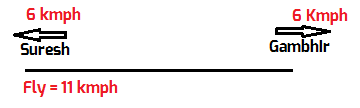 6 kmph
6 Kmph
Suresh
GambhIr
Fly = 11 kmph